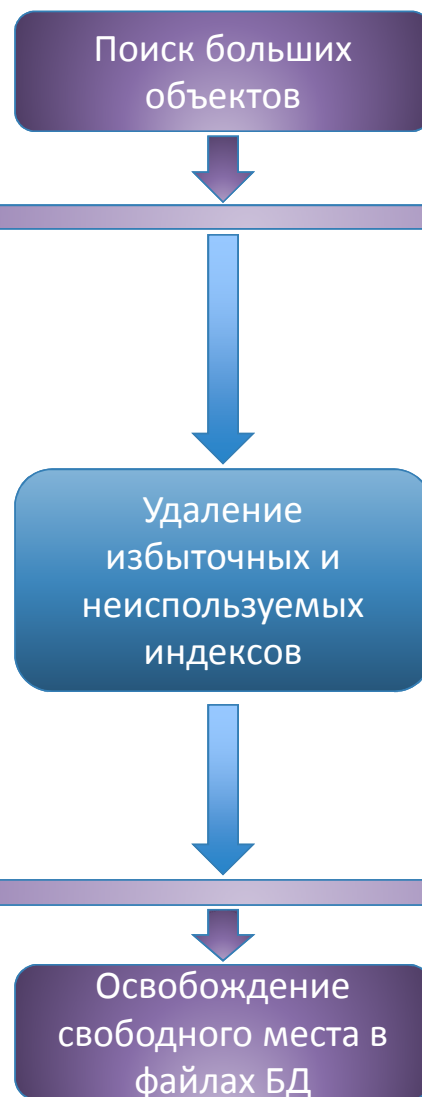 Поиск больших
объектов
Удаление
избыточных и
неиспользуемых
индексов
Освобождение
свободного места в
файлах БД